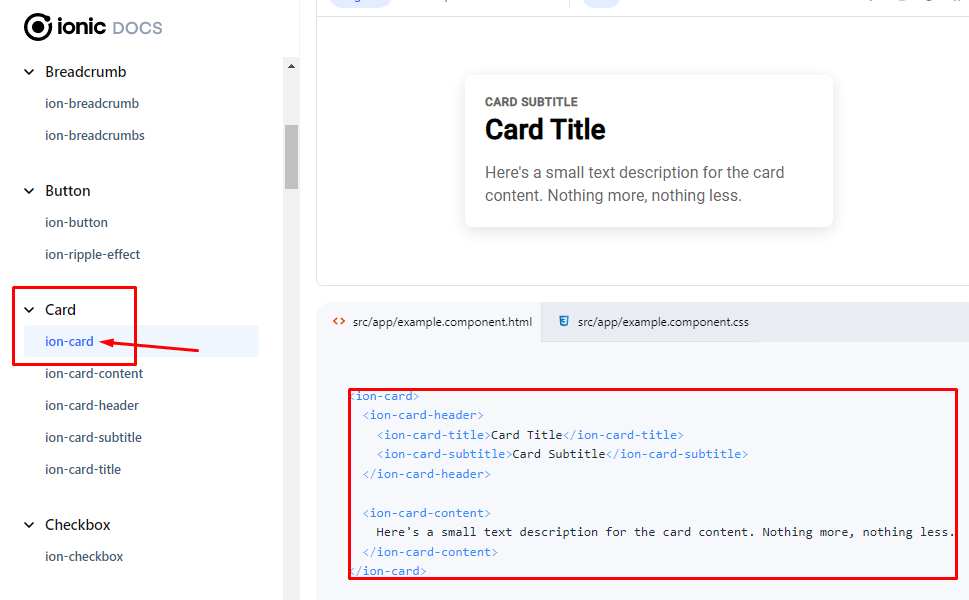 ionic DOCS
Breadcrumb
ion-breadcrumb
ion-breadcrumbs
Button
ion-button
ion-ripple-effect
Card
ion-card
ion-card-content
ion-card-header
ion-card-subtitle
ion-card-title
Checkbox
ion-checkbox
CARD SUBTITLE
Card Title
Here's a small text description for the card
content. Nothing more, nothing less.
<> src/app/example.component.html
src/app/example.component.css
<ion-card>
<ion-card-header>
<ion-card-title>Card Title</ion-card-title>
<ion-card-subtitle>Card Subtitle</ion-card-subtitle>
</ion-card-header>
<ion-card-content>
Here's a small text description for the card content. Nothing more, nothing less.
</ion-card-content>
</ion-card>